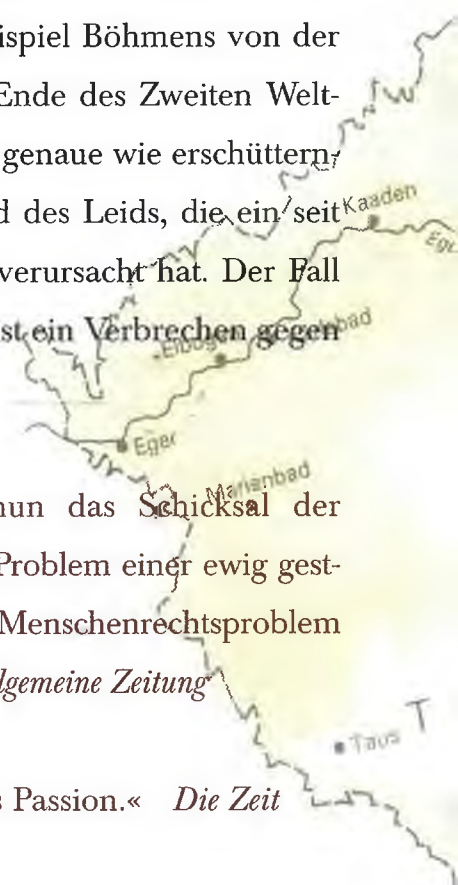 ispiel Böhmens von der
Ende des Zweiten Welt-
genaue wie erschüttern,
d des Leids, die ein seit
verursacht hat. Der Fall
st ein Verbrechen gegen
nun das Schicksal der
Problem einer ewig gest-
Menschenrechtsproblem
lgemeine Zeitung
s Passion.« Die Zeit
Kaaden
Eger
Marienbad
Taus
T